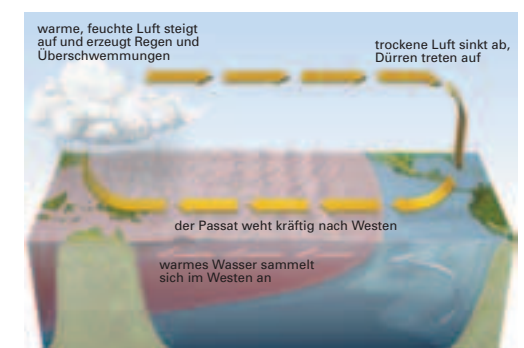 warme, feuchte Luft steigt
auf und erzeugt Regen und
Überschwemmungen
trockene Luft sinkt ab,
Dürren treten auf
der Passat weht kräftig nach Westen
warmes Wasser sammelt
sich im Westen an